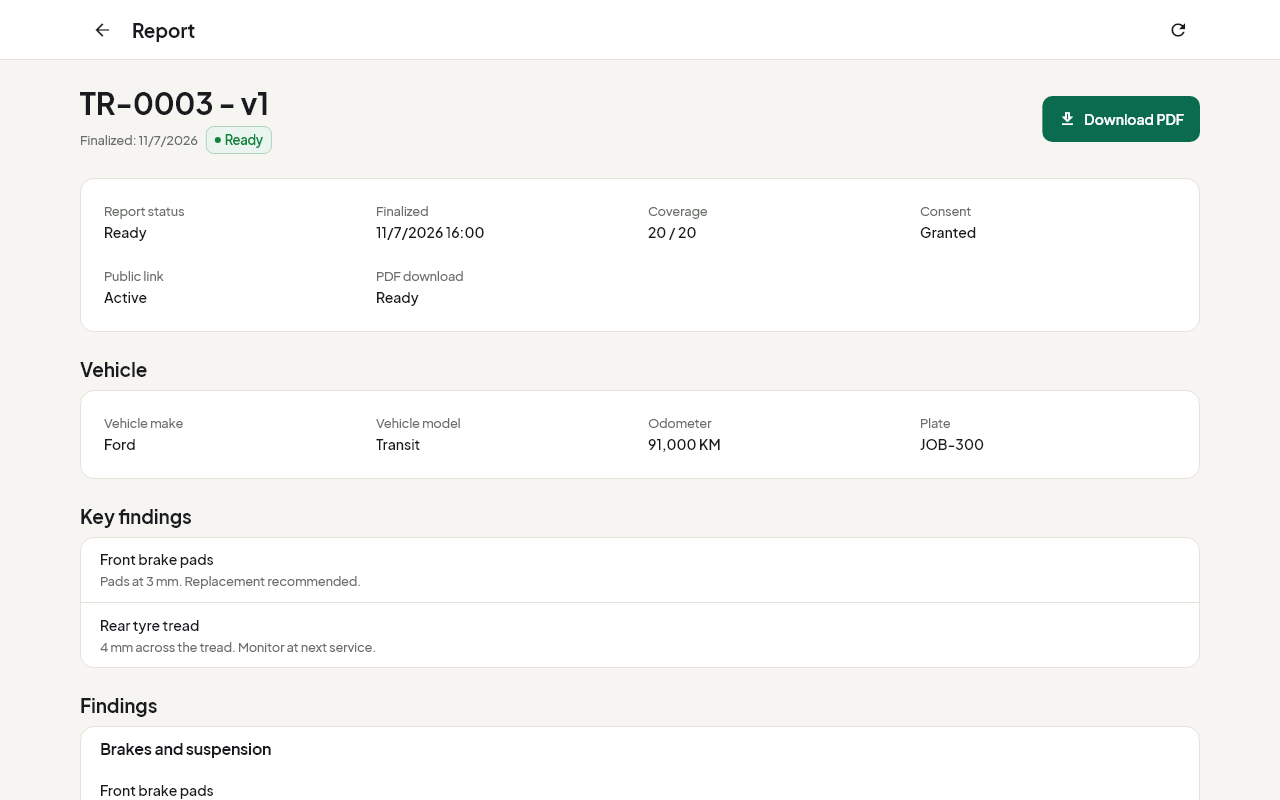 Report
TR-0003 – v1
Download PDF
Finalized: 11/7/2026
Ready
Report status
Finalized
Coverage
Consent
Ready
11/7/2026 16:00
20 / 20
Granted
Public link
PDF download
Active
Ready
Vehicle
Vehicle make
Vehicle model
Odometer
Plate
Ford
Transit
91,000 KM
JOB-300
Key findings
Front brake pads
Pads at 3 mm. Replacement recommended.
Rear tyre tread
4 mm across the tread. Monitor at next service.
Findings
Brakes and suspension
Front brake pads